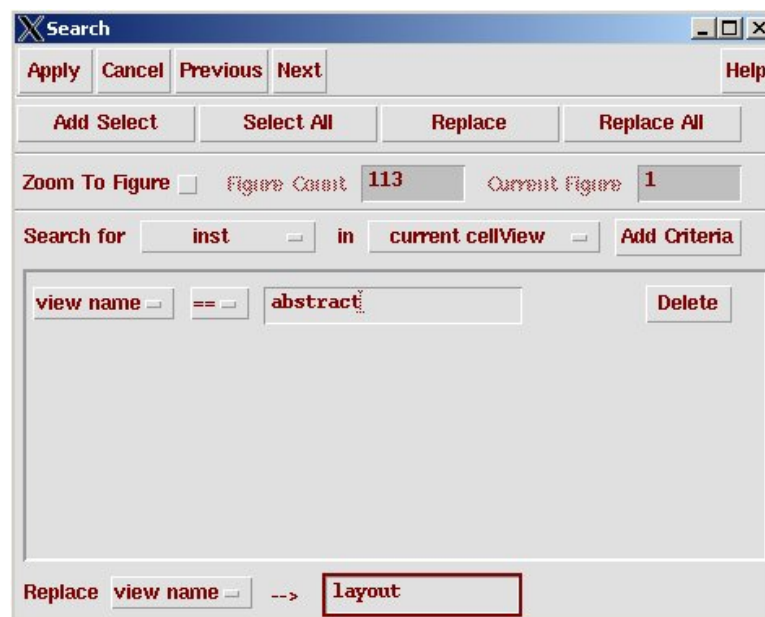 Search
Apply Cancel Previous Next Help
Add Select Select All Replace Replace All
Zoom To Figure Figure Count 113 Current Figure 1
Search for inst in current cellView Add Criteria
view name == abstract Delete
Replace view name --> layout